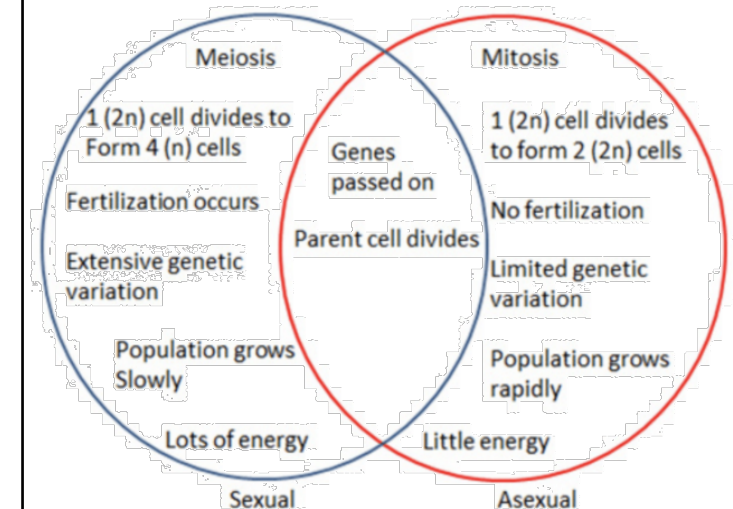 Meiosis
1 (2n) cell divides to
Form 4 (n) cells
Fertilization occurs
Extensive genetic
variation
Population grows
Slowly
Lots of energy
Sexual
Genes
passed on
Parent cell divides
Mitosis
1 (2n) cell divides
to form 2 (2n) cells
No fertilization
Limited genetic
variation
Population grows
rapidly
Little energy
Asexual